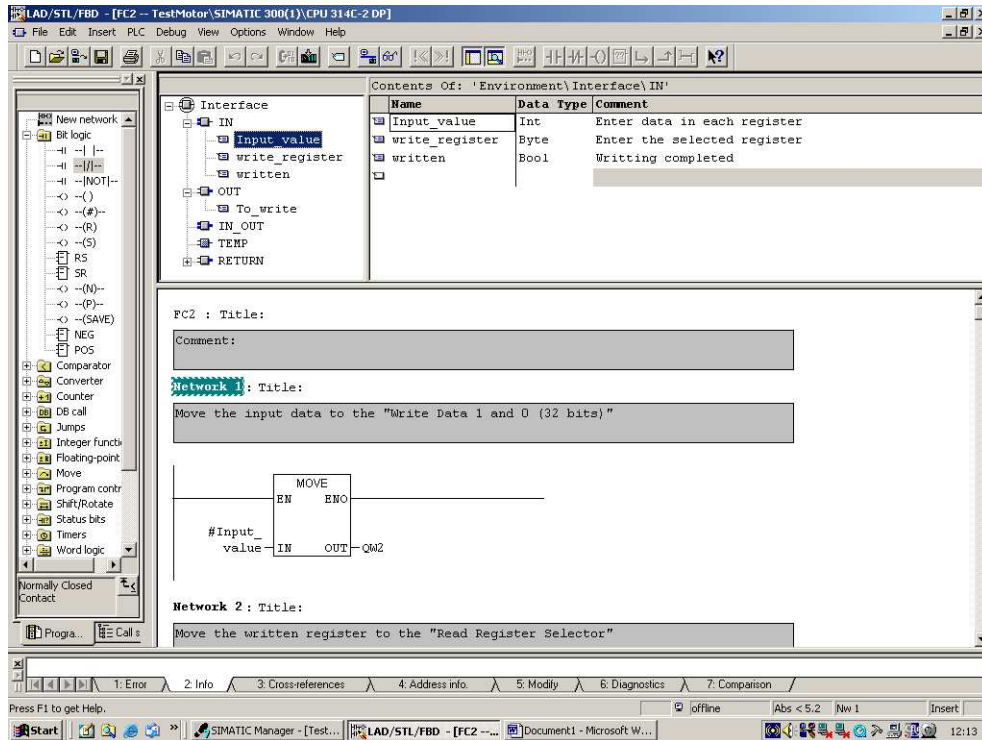 LAD/STL/FBD - [FC2 -- TestMotor\SIMATIC 300(1)\CPU 314C-2 DP]
File Edit Insert PLC Debug View Options Window Help
New network
Bit logic
--| |--
--|/|--
--|NOT|--
--( )
--(#)--
--(R)
--(S)
RS
SR
--(N)--
--(P)--
--(SAVE)
NEG
POS
Comparator
Converter
Counter
DB call
Jumps
Integer functi
Floating-point
Move
Program contr
Shift/Rotate
Status bits
Timers
Word logic
Normally Closed
Contact
Progra... Call s
Interface
IN
Input_value
write_register
written
OUT
To_write
IN_OUT
TEMP
RETURN
Contents Of: 'Environment\Interface\IN'
Name Data Type Comment
Input_value Int Enter data in each register
write_register Byte Enter the selected register
written Bool Writting completed
FC2 : Title:
Comment:
Network 1: Title:
Move the input data to the "Write Data 1 and 0 (32 bits)"
MOVE
EN ENO
#Input_
value IN OUT QW2
Network 2: Title:
Move the written register to the "Read Register Selector"
1: Error 2: Info 3: Cross-references 4: Address info. 5: Modify 6: Diagnostics 7: Comparison
Press F1 to get Help. offline Abs < 5.2 Nw 1 Insert
Start » SIMATIC Manager - [Test... LAD/STL/FBD - [FC2 --... Document1 - Microsoft W... 12:13